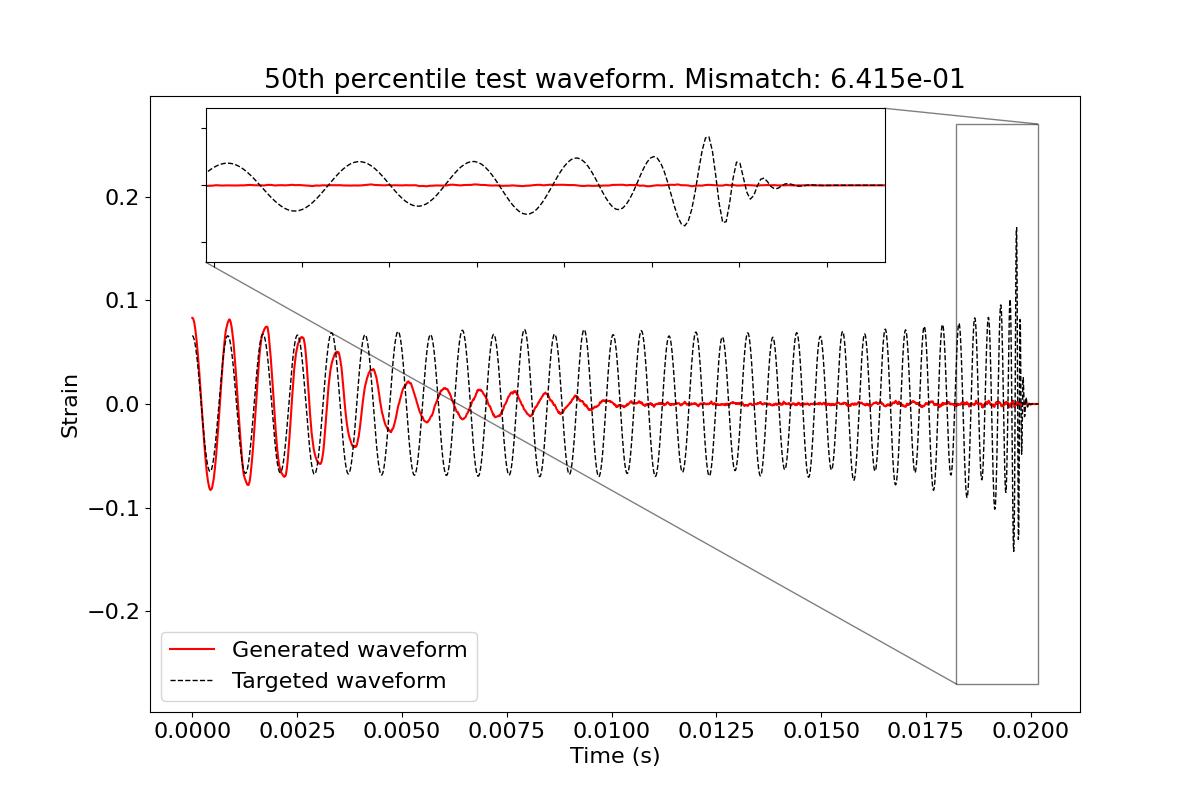 50th percentile test waveform. Mismatch: 6.415e-01
0.2
0.1
0.0
−0.1
−0.2
Strain
Generated waveform
Targeted waveform
0.0000 0.0025 0.0050 0.0075 0.0100 0.0125 0.0150 0.0175 0.0200
Time (s)